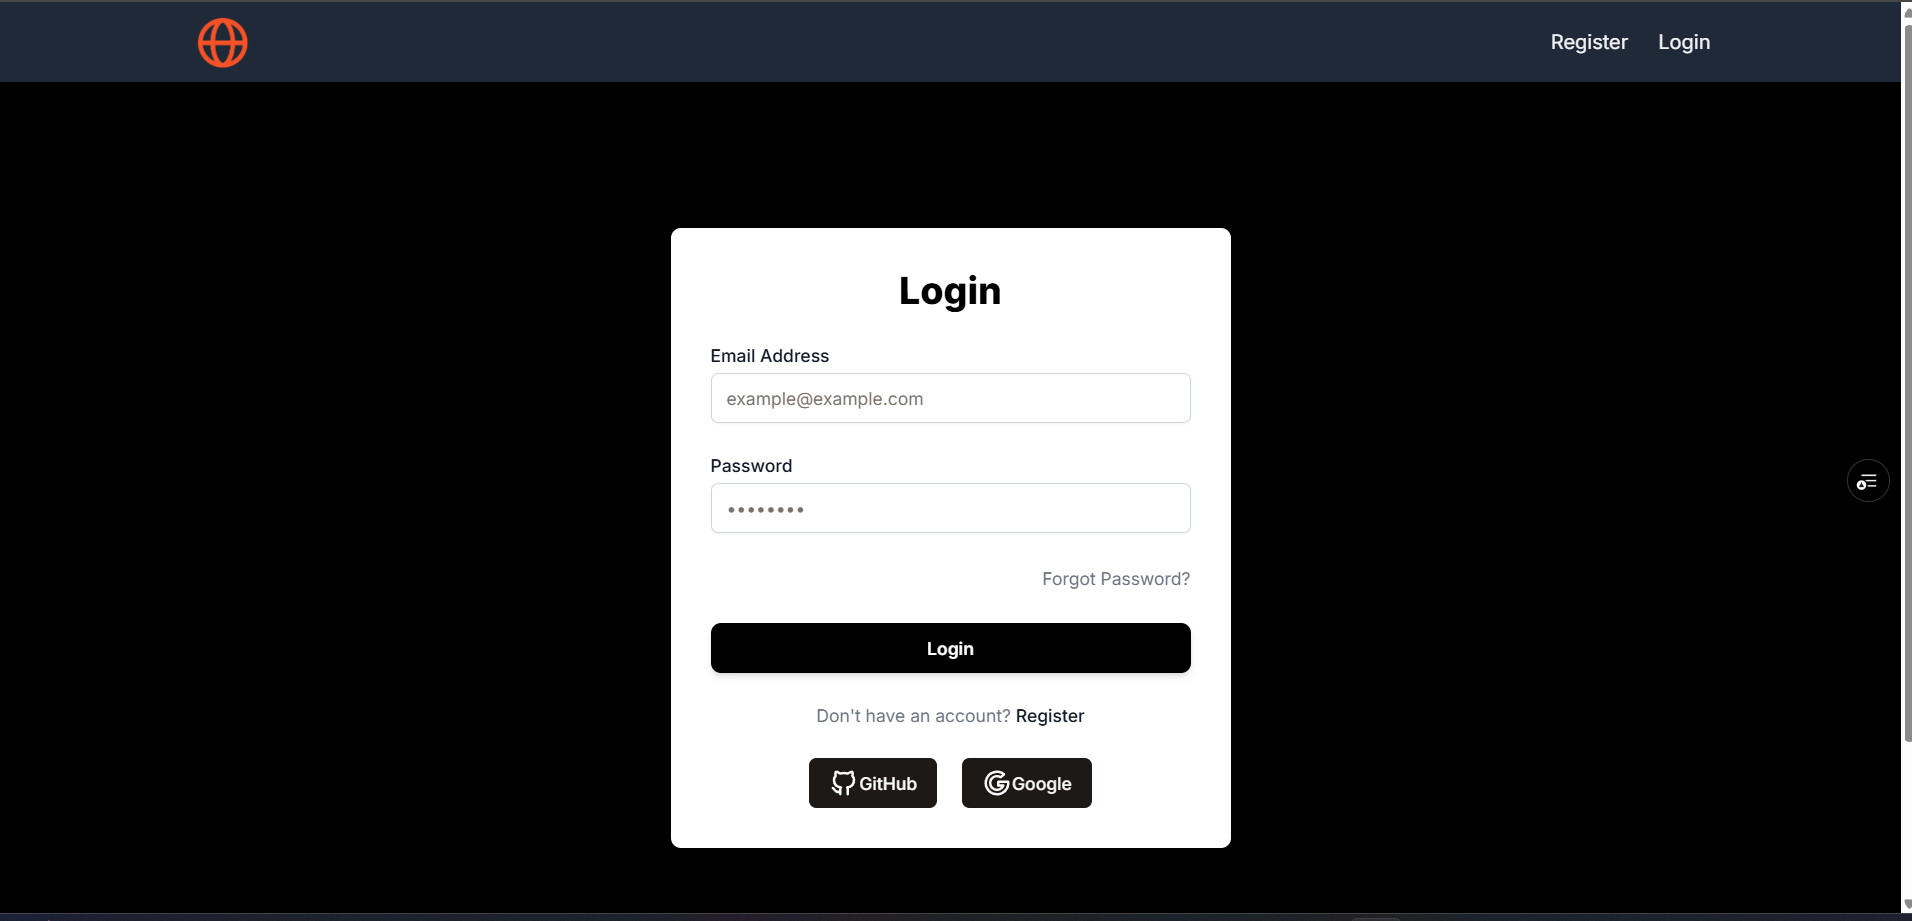 Register Login
Login
Email Address
example@example.com
Password
••••••••
Forgot Password?
Login
Don't have an account? Register
GitHub Google